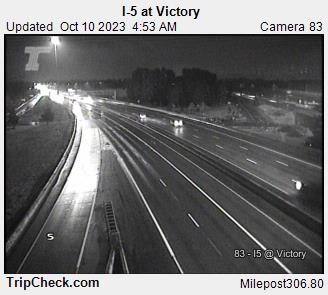 I-5 at Victory
Updated Oct 10 2023 4:53 AM Camera 83
T
S
83 - I5 @ Victory
TripCheck.com Milepost306.80